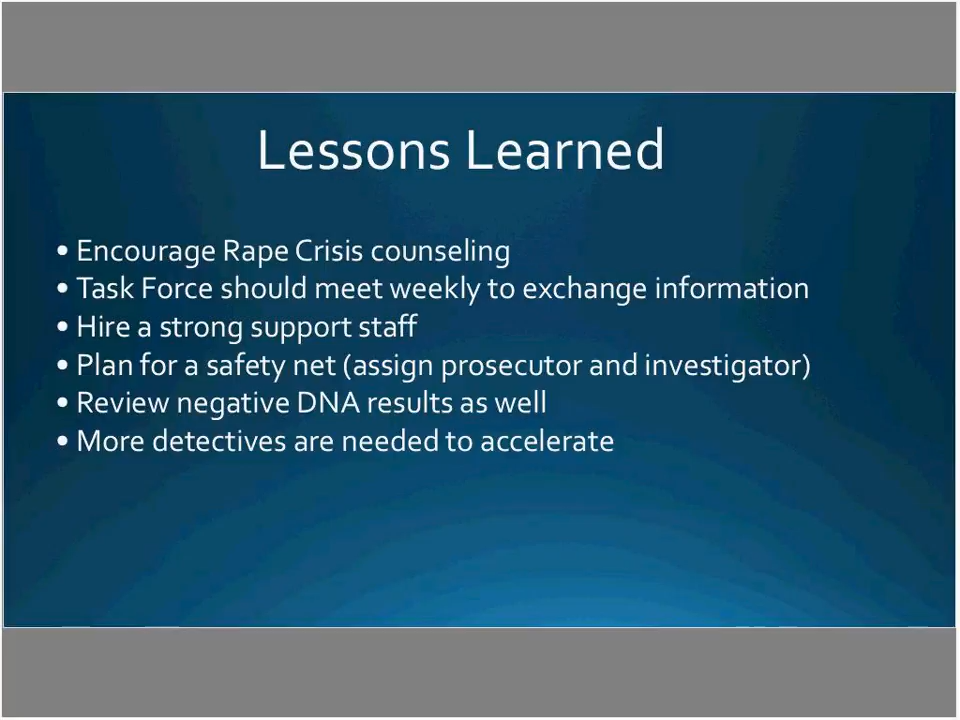 Lessons Learned
• Encourage Rape Crisis counseling
• Task Force should meet weekly to exchange information
• Hire a strong support staff
• Plan for a safety net (assign prosecutor and investigator)
• Review negative DNA results as well
• More detectives are needed to accelerate